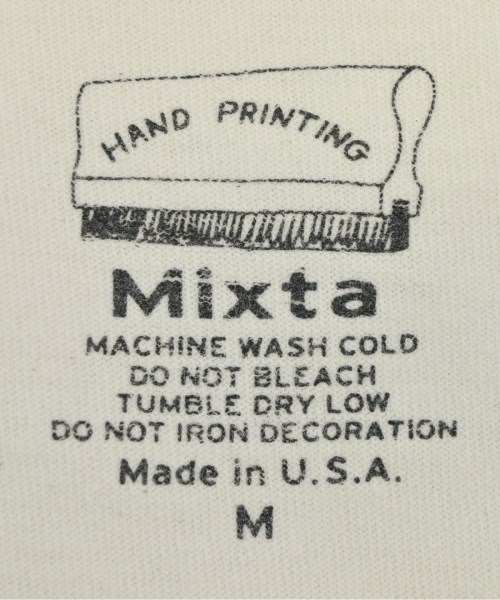 HAND PRINTING
Mixta
MACHINE WASH COLD
DO NOT BLEACH
TUMBLE DRY LOW
DO NOT IRON DECORATION
Made in U.S.A.
M